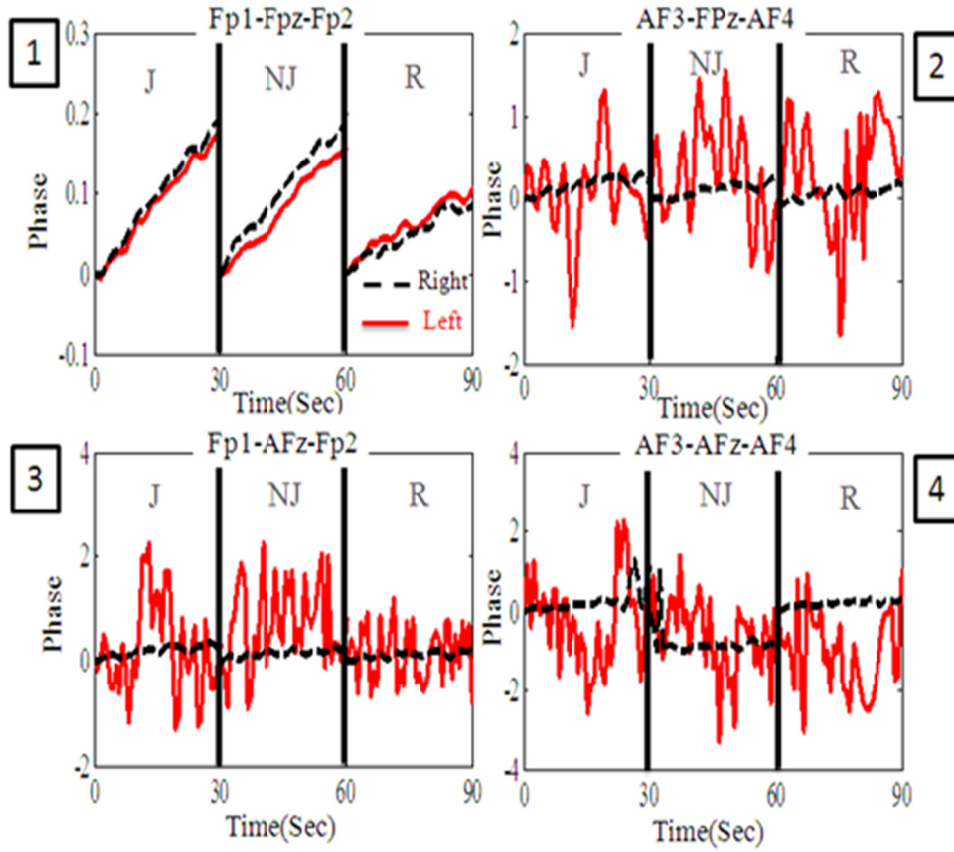 1
Fp1-Fpz-Fp2
0.3
0.2
0.1
0
-0.1
Phase
J
NJ
R
Right
Left
0
30
60
90
Time(Sec)
AF3-FPz-AF4
2
2
1
0
-1
-2
Phase
J
NJ
R
0
30
60
90
Time(Sec)
3
Fp1-AFz-Fp2
4
2
0
-2
Phase
J
NJ
R
0
30
60
90
Time(Sec)
AF3-AFz-AF4
4
4
2
0
-2
-4
Phase
J
NJ
R
0
30
60
90
Time(Sec)